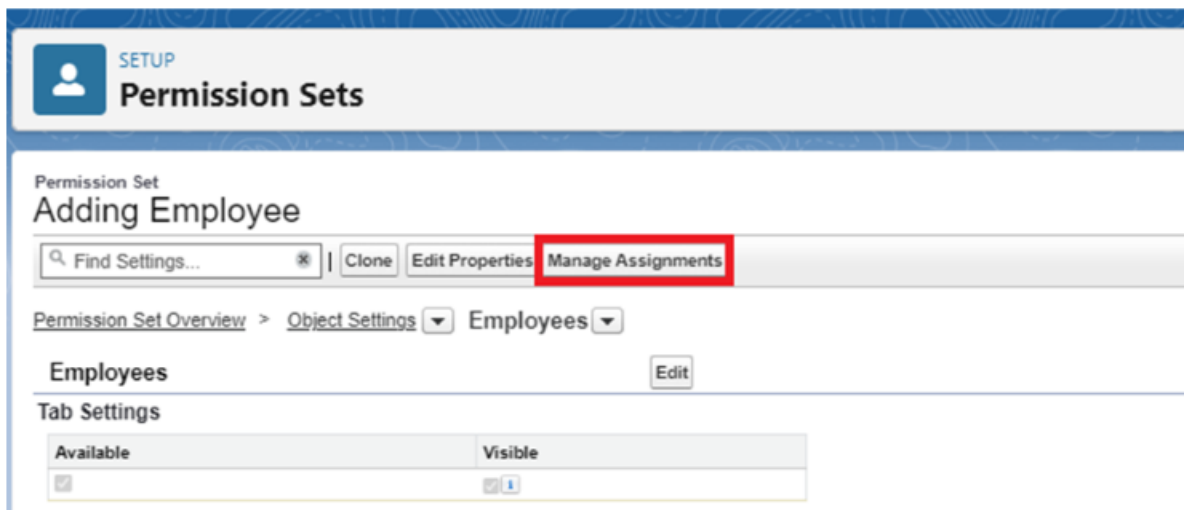 SETUP
Permission Sets
Permission Set
Adding Employee
Find Settings... | Clone Edit Properties Manage Assignments
Permission Set Overview > Object Settings Employees
Employees Edit
Tab Settings
Available Visible
i